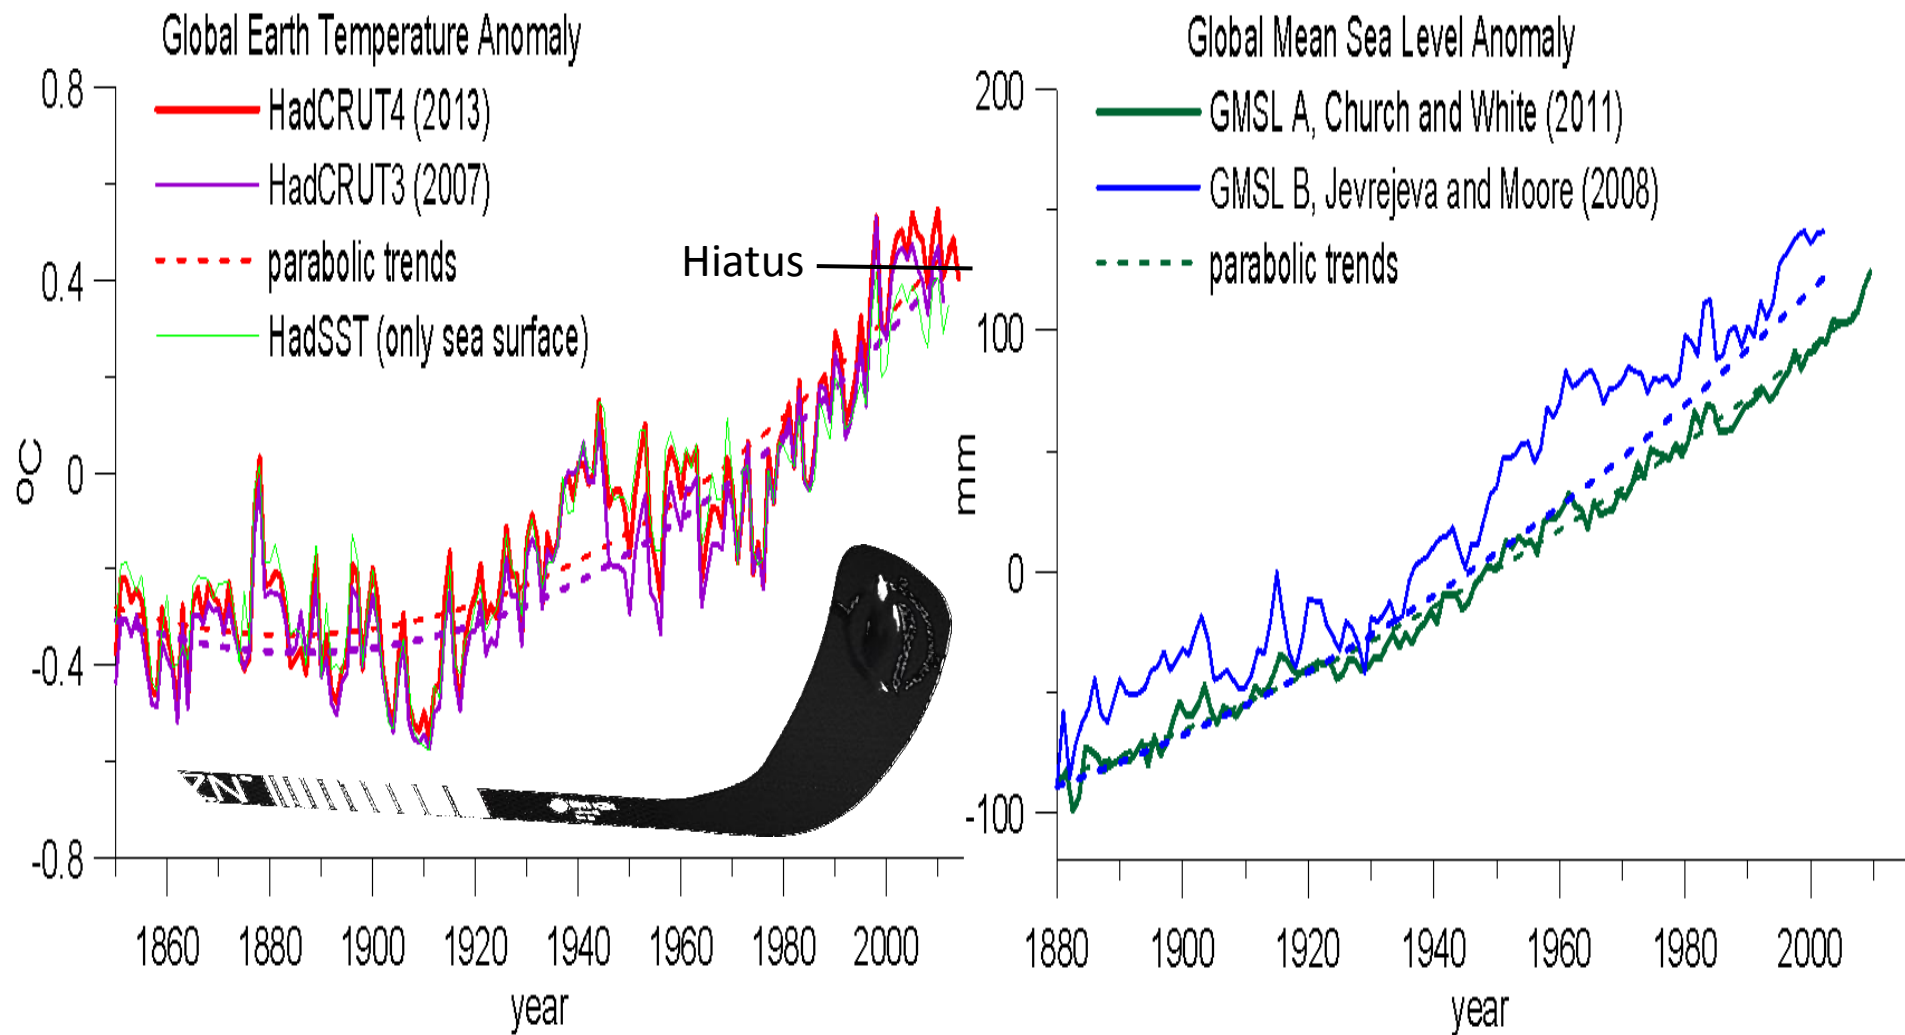 Global Earth Temperature Anomaly
HadCRUT4 (2013)
HadCRUT3 (2007)
parabolic trends
HadSST (only sea surface)
Hiatus
0.8
0.4
0
-0.4
-0.8
oC
1860 1880 1900 1920 1940 1960 1980 2000
year
Global Mean Sea Level Anomaly
GMSL A, Church and White (2011)
GMSL B, Jevrejeva and Moore (2008)
parabolic trends
200
100
0
-100
mm
1880 1900 1920 1940 1960 1980 2000
year